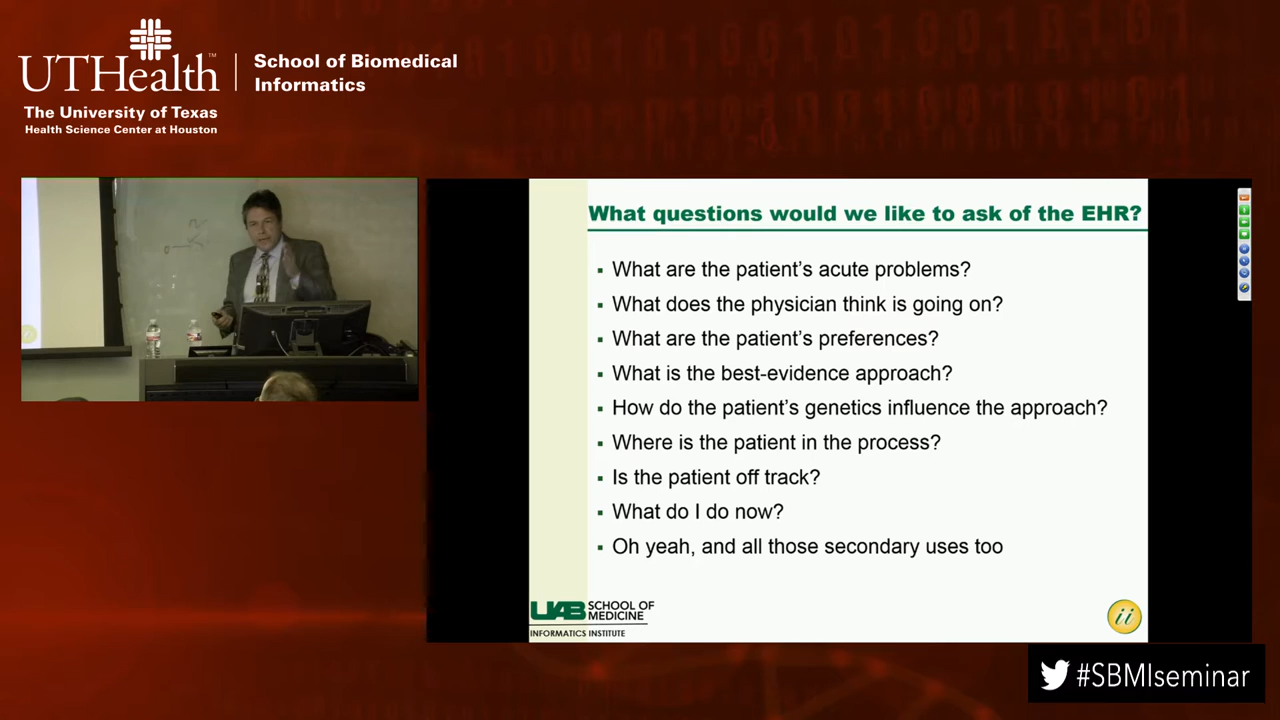 UTHealth™
School of Biomedical
Informatics
The University of Texas
Health Science Center at Houston
What questions would we like to ask of the EHR?
▪ What are the patient's acute problems?
▪ What does the physician think is going on?
▪ What are the patient's preferences?
▪ What is the best-evidence approach?
▪ How do the patient's genetics influence the approach?
▪ Where is the patient in the process?
▪ Is the patient off track?
▪ What do I do now?
▪ Oh yeah, and all those secondary uses too
UAB SCHOOL OF
MEDICINE
INFORMATICS INSTITUTE
ii
#SBMIseminar